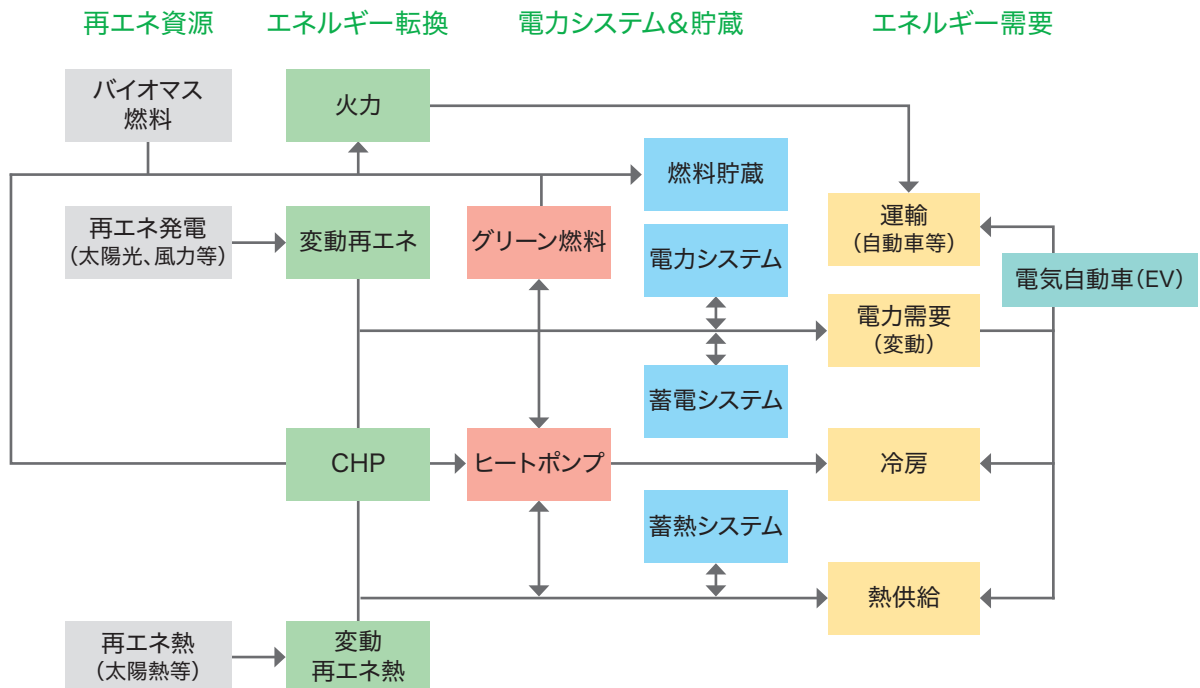 再エネ資源
エネルギー転換
電力システム&貯蔵
エネルギー需要
バイオマス
燃料
火力
燃料貯蔵
再エネ発電
(太陽光、風力等)
変動再エネ
グリーン燃料
電力システム
運輸
(自動車等)
電気自動車(EV)
電力需要
(変動)
蓄電システム
CHP
ヒートポンプ
冷房
蓄熱システム
熱供給
再エネ熱
(太陽熱等)
変動
再エネ熱